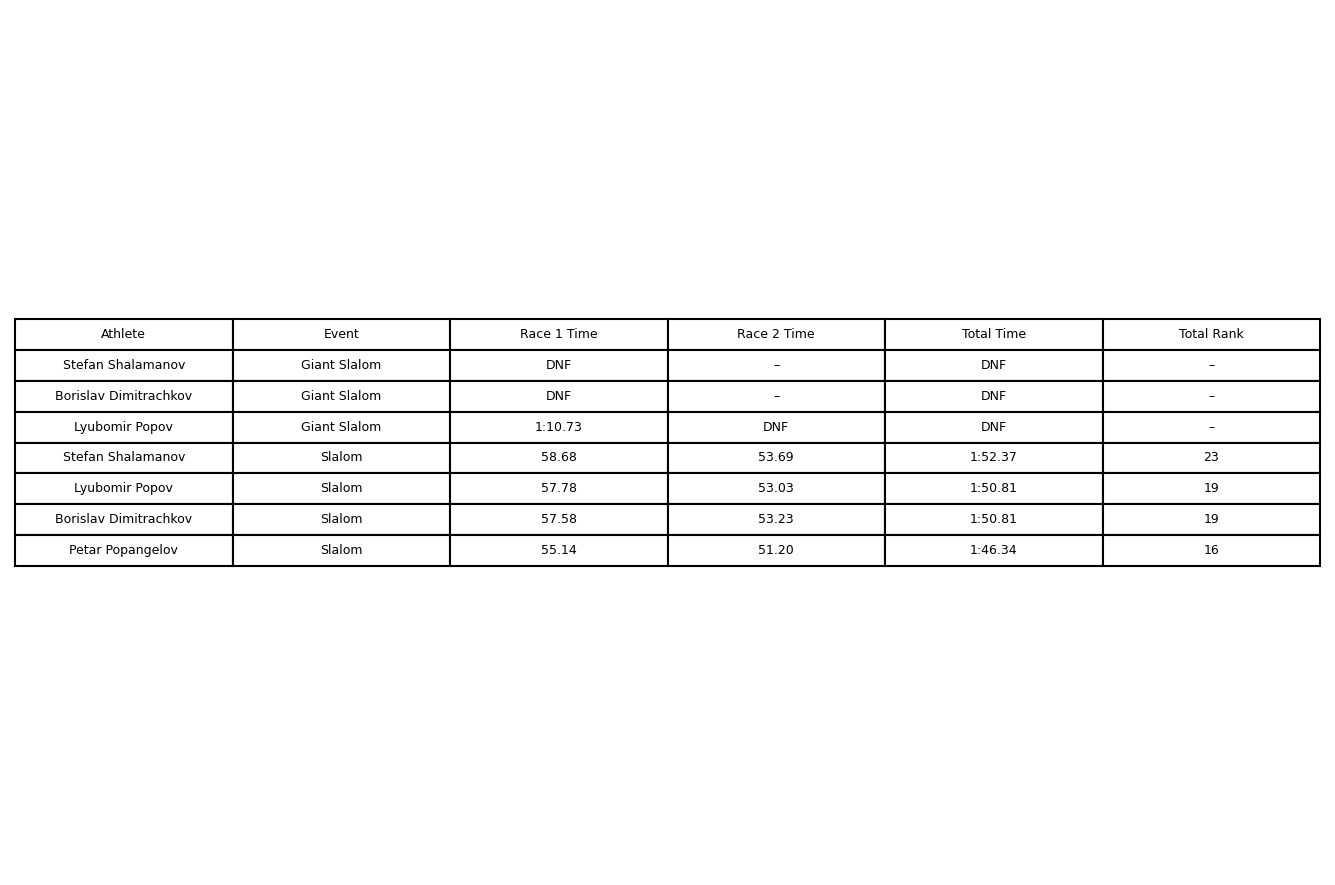 Athlete Event Race 1 Time Race 2 Time Total Time Total Rank
Stefan Shalamanov Giant Slalom DNF – DNF –
Borislav Dimitrachkov Giant Slalom DNF – DNF –
Lyubomir Popov Giant Slalom 1:10.73 DNF DNF –
Stefan Shalamanov Slalom 58.68 53.69 1:52.37 23
Lyubomir Popov Slalom 57.78 53.03 1:50.81 19
Borislav Dimitrachkov Slalom 57.58 53.23 1:50.81 19
Petar Popangelov Slalom 55.14 51.20 1:46.34 16